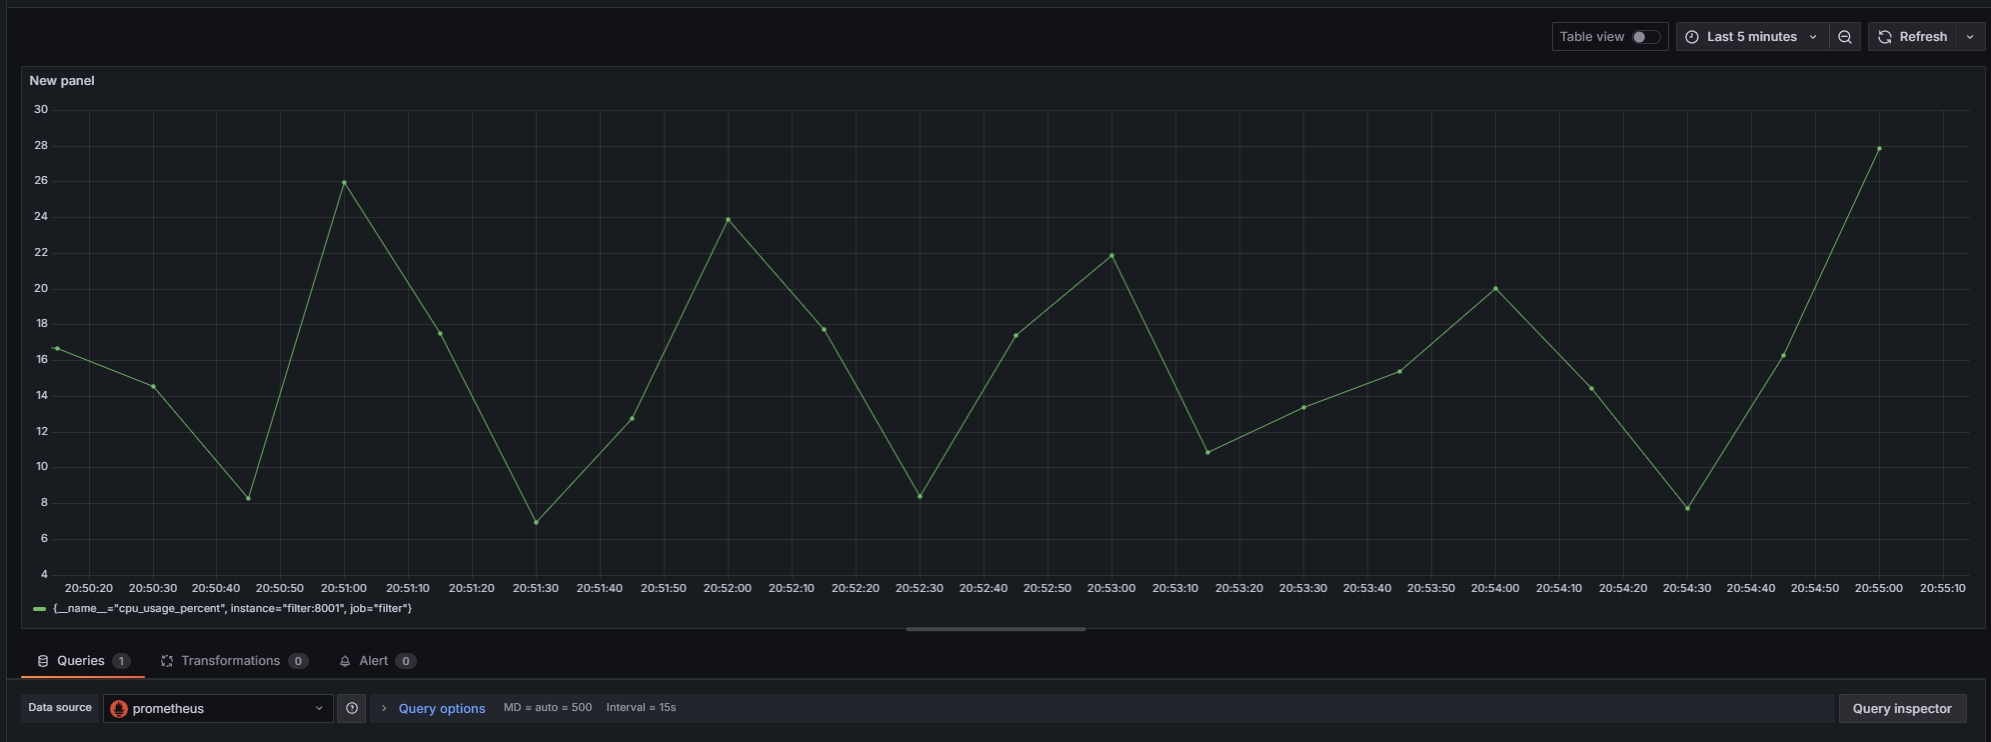 Table view Last 5 minutes Refresh
New panel
30
28
26
24
22
20
18
16
14
12
10
8
6
4
20:50:20 20:50:30 20:50:40 20:50:50 20:51:00 20:51:10 20:51:20 20:51:30 20:51:40 20:51:50 20:52:00 20:52:10 20:52:20 20:52:30 20:52:40 20:52:50 20:53:00 20:53:10 20:53:20 20:53:30 20:53:40 20:53:50 20:54:00 20:54:10 20:54:20 20:54:30 20:54:40 20:54:50 20:55:00 20:55:10
{__name__="cpu_usage_percent", instance="filter:8001", job="filter"}
Queries 1 Transformations 0 Alert 0
Data source prometheus Query options MD = auto = 500 Interval = 15s Query inspector